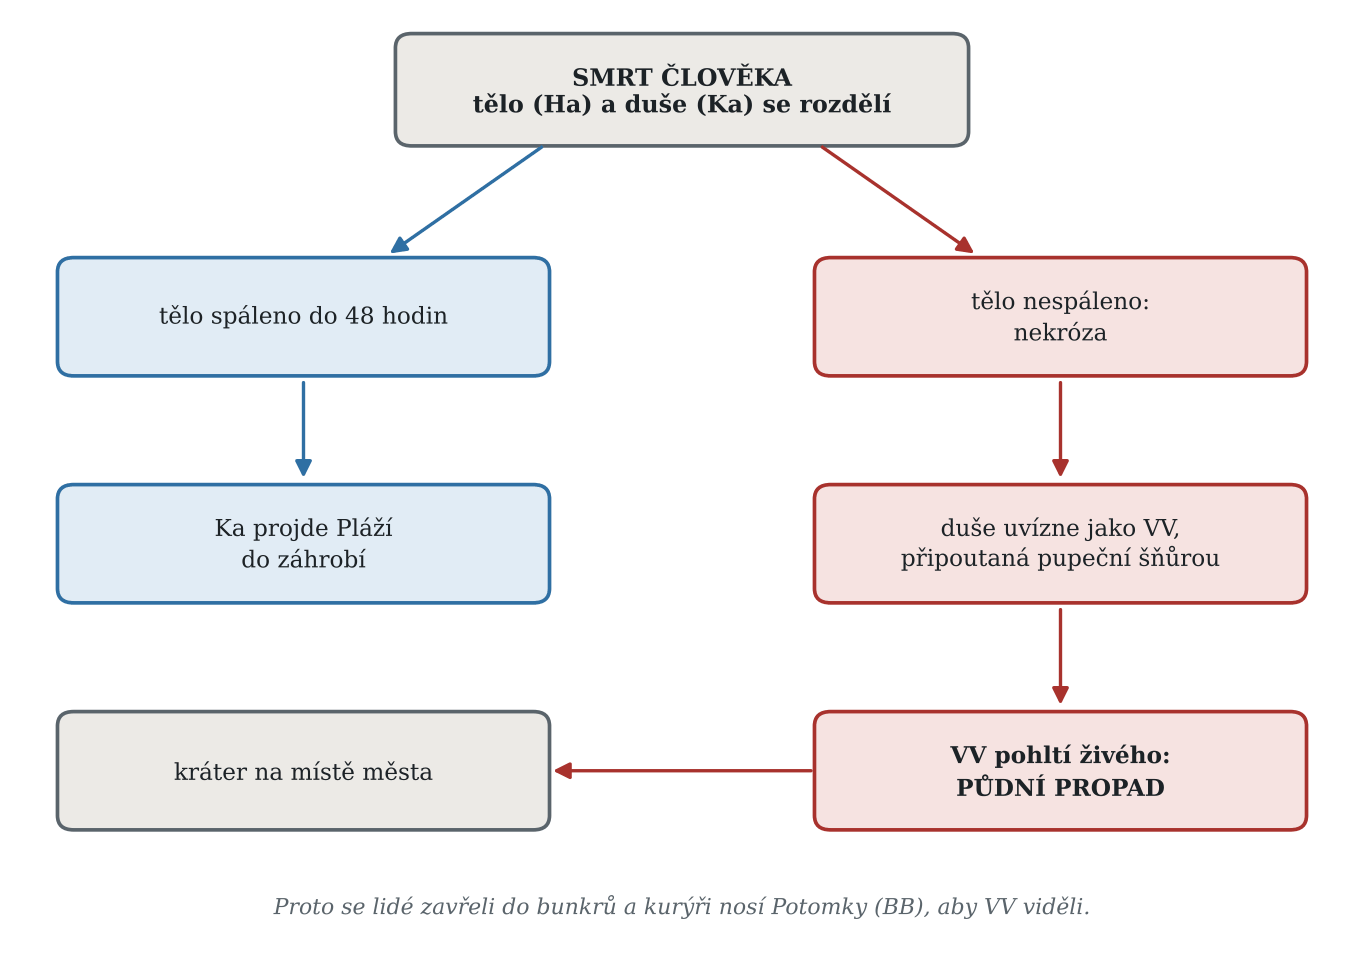 SMRT ČLOVĚKA
tělo (Ha) a duše (Ka) se rozdělí
tělo spáleno do 48 hodin
tělo nespáleno:
nekróza
Ka projde Pláží
do záhrobí
duše uvízne jako VV,
připoutaná pupeční šňůrou
kráter na místě města
VV pohltí živého:
PŮDNÍ PROPAD
Proto se lidé zavřeli do bunkrů a kurýři nosí Potomky (BB), aby VV viděli.